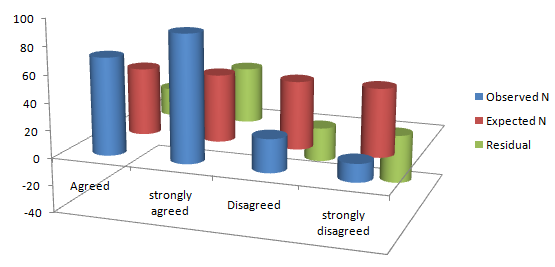 100
80
60
40
20
0
-20
-40
Agreed
strongly
agreed
Disagreed
strongly
disagreed
Observed N
Expected N
Residual